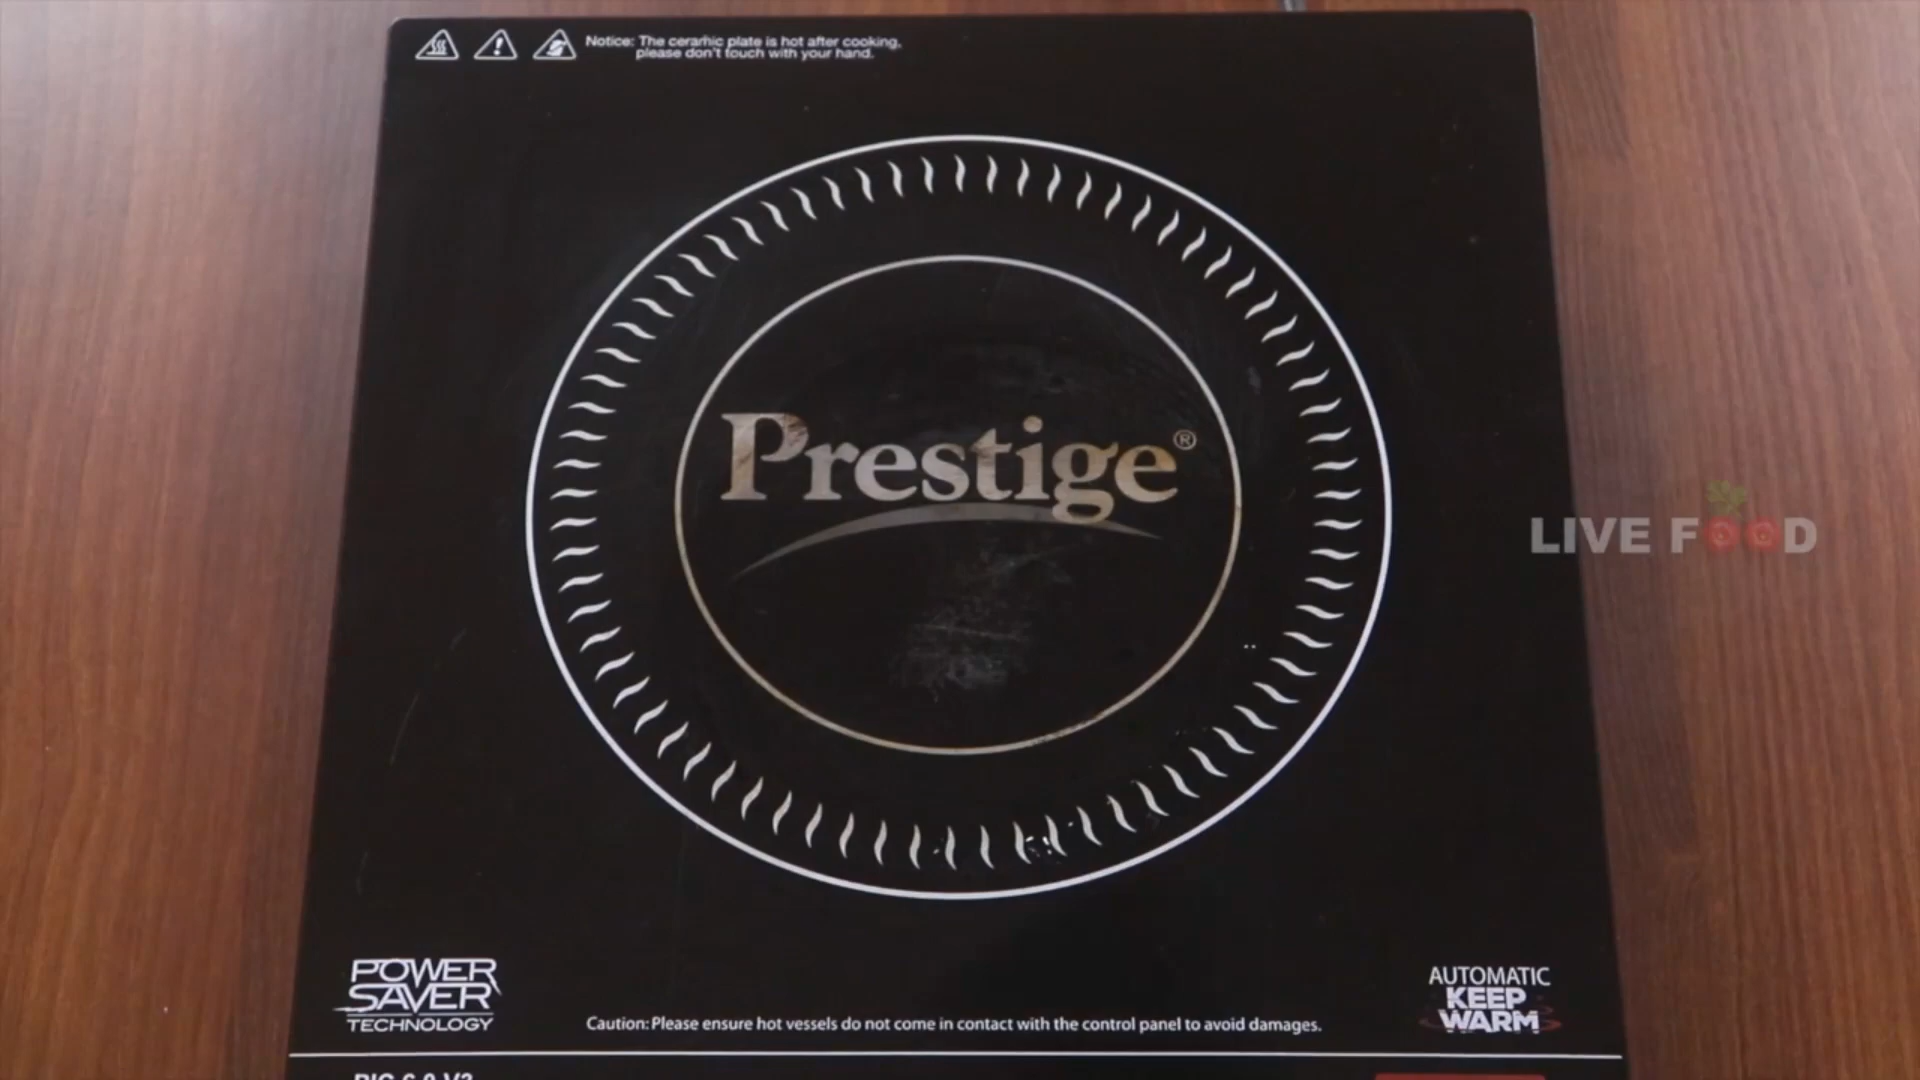 Notice: The ceramic plate is hot after cooking,
please don't touch with your hand.
Prestige®
LIVE FOOD
POWER
SAVER
TECHNOLOGY
AUTOMATIC
KEEP
WARM
Caution: Please ensure hot vessels do not come in contact with the control panel to avoid damages.